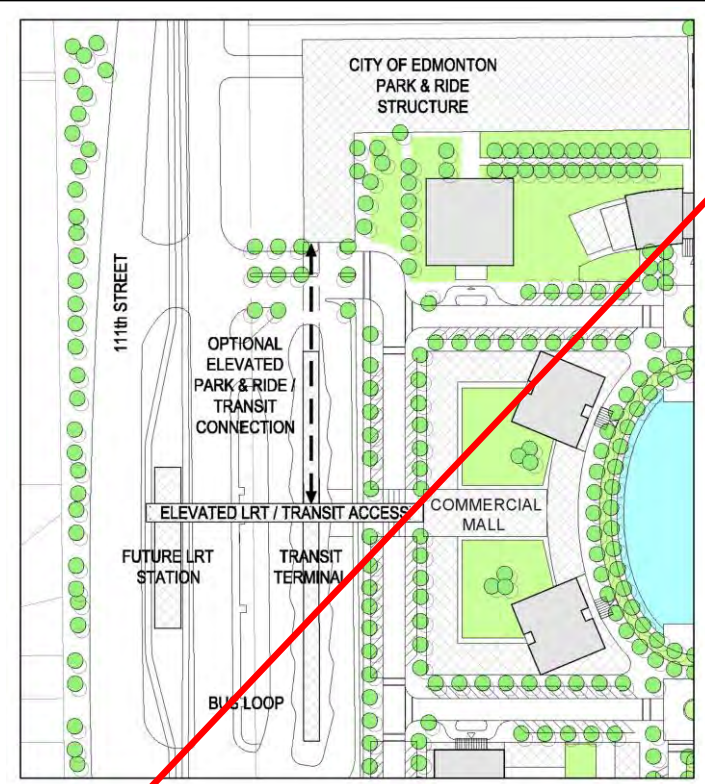 CITY OF EDMONTON
PARK & RIDE
STRUCTURE
111th STREET
OPTIONAL
ELEVATED
PARK & RIDE /
TRANSIT
CONNECTION
ELEVATED LRT / TRANSIT ACCESS
COMMERCIAL
MALL
FUTURE LRT
STATION
TRANSIT
TERMINAL
BUS LOOP